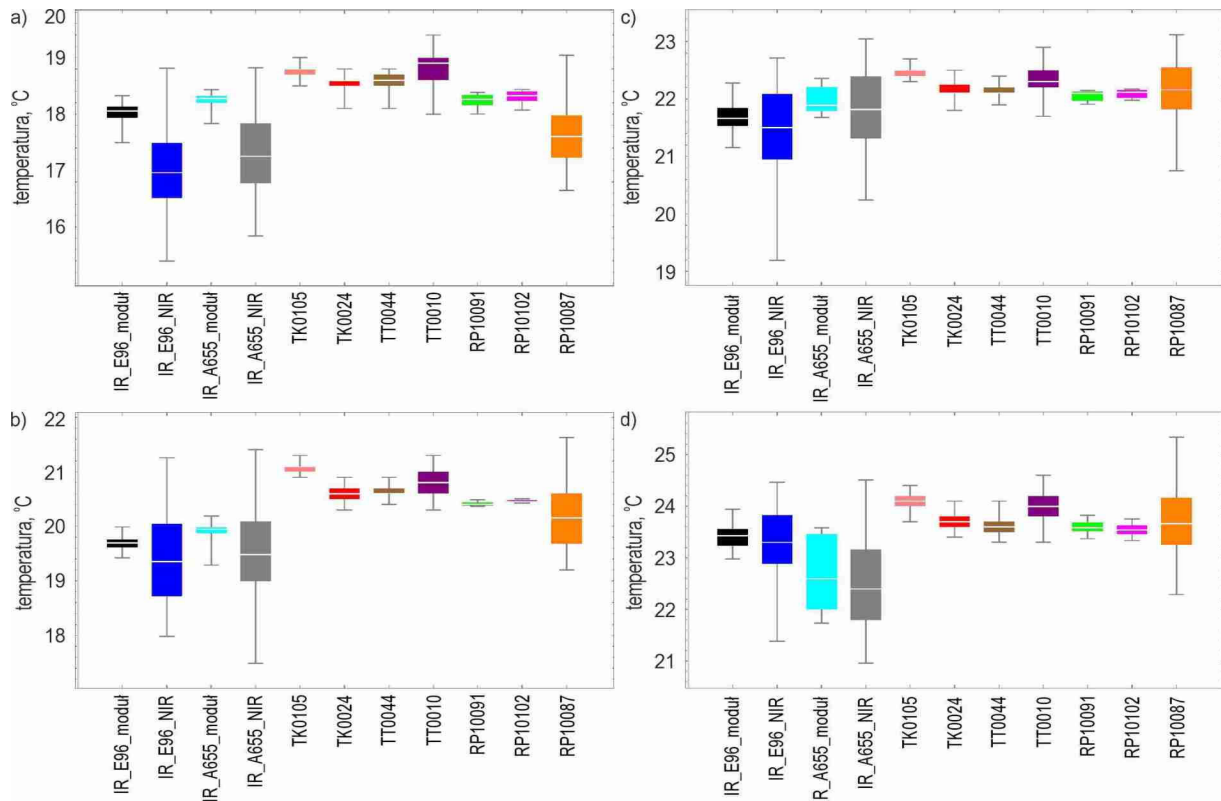 a)
temperatura, °C
20
19
18
17
16
IR_E96_moduł
IR_E96_NIR
IR_A655_moduł
IR_A655_NIR
TK0105
TK0024
TT0044
TT0010
RP10091
RP10102
RP10087
c)
temperatura, °C
23
22
21
20
19
IR_E96_moduł
IR_E96_NIR
IR_A655_moduł
IR_A655_NIR
TK0105
TK0024
TT0044
TT0010
RP10091
RP10102
RP10087
b)
temperatura, °C
22
21
20
19
18
IR_E96_moduł
IR_E96_NIR
IR_A655_moduł
IR_A655_NIR
TK0105
TK0024
TT0044
TT0010
RP10091
RP10102
RP10087
d)
temperatura, °C
25
24
23
22
21
IR_E96_moduł
IR_E96_NIR
R_A655_moduł
IR_A655_NIR
TK0105
TK0024
TT0044
TT0010
RP10091
RP10102
RP10087